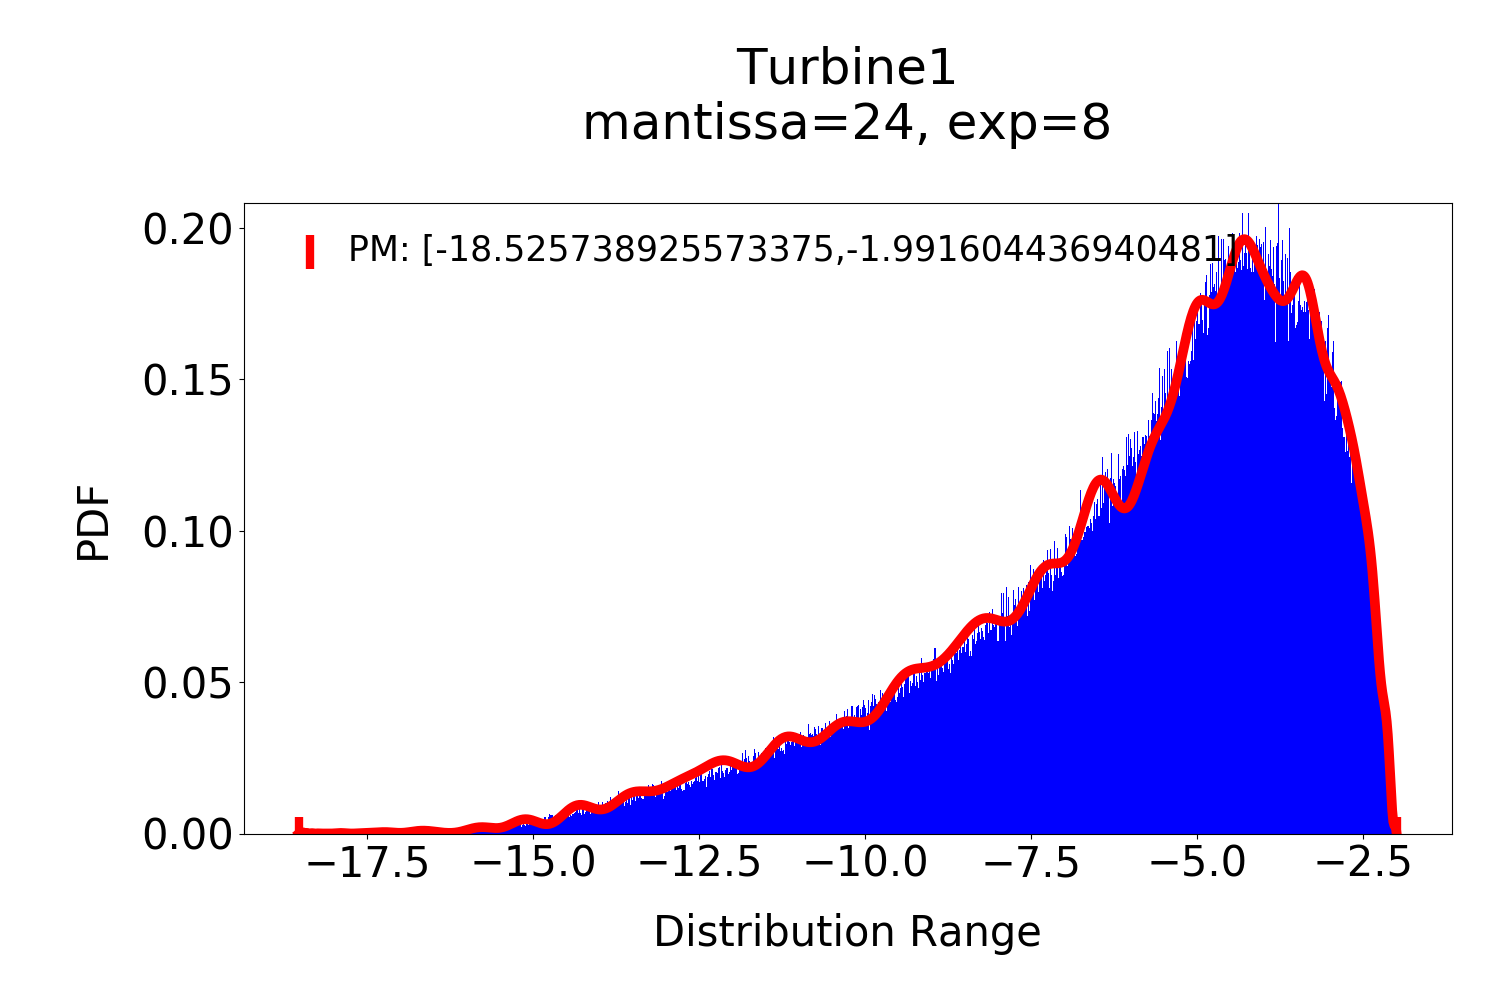 Turbine1
mantissa=24, exp=8
PM: [-18.525738925573375,-1.991604436940481]
0.20
0.15
0.10
0.05
0.00
PDF
−17.5 −15.0 −12.5 −10.0 −7.5 −5.0 −2.5
Distribution Range